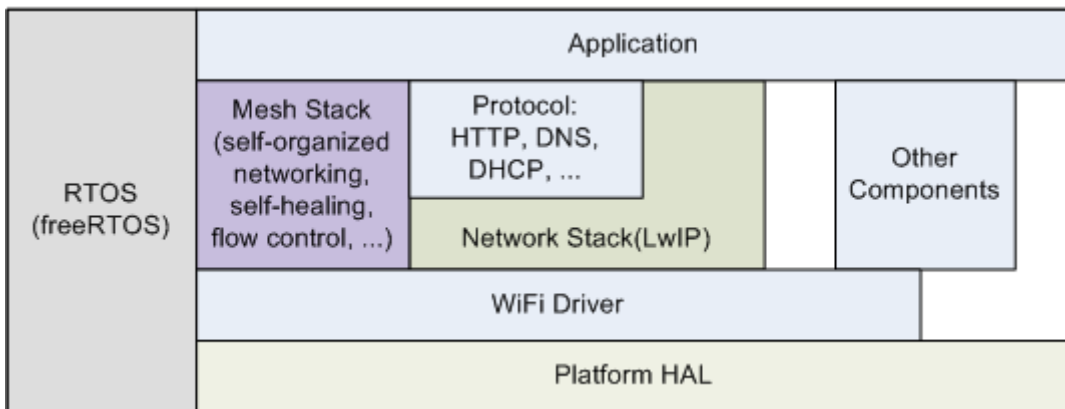 Application
RTOS
(freeRTOS)
Mesh Stack
(self-organized
networking,
self-healing,
flow control, ...)
Protocol:
HTTP, DNS,
DHCP, ...
Network Stack(LwIP)
Other
Components
WiFi Driver
Platform HAL